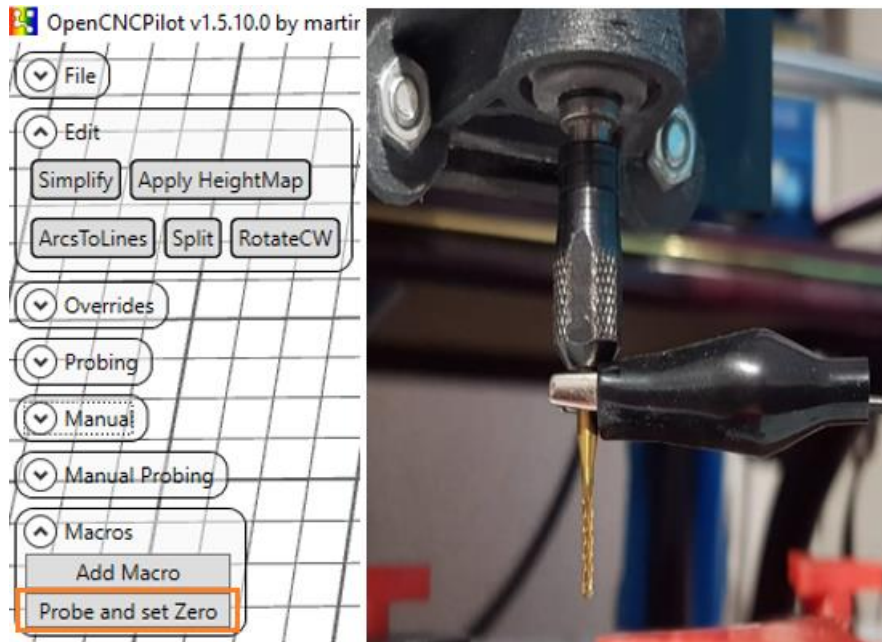 OpenCNCPilot v1.5.10.0 by martin
File
Edit
Simplify Apply HeightMap
ArcsToLines Split RotateCW
Overrides
Probing
Manual
Manual Probing
Macros
Add Macro
Probe and set Zero